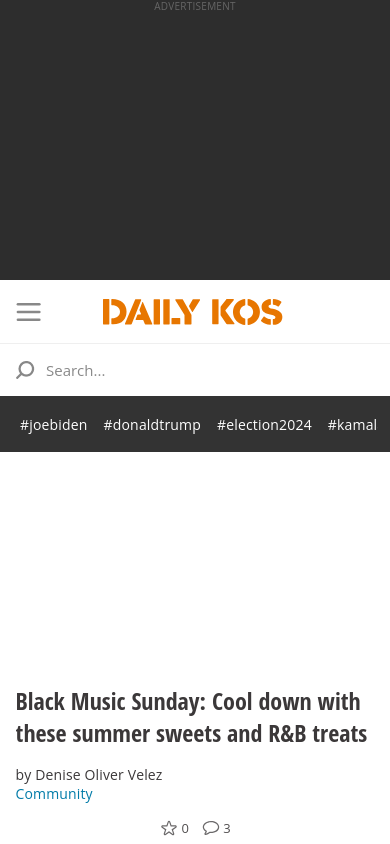 ADVERTISEMENT
DAILY KOS
Search...
#joebiden #donaldtrump #election2024 #kamal
Black Music Sunday: Cool down with
these summer sweets and R&B treats
by Denise Oliver Velez
Community
0 3